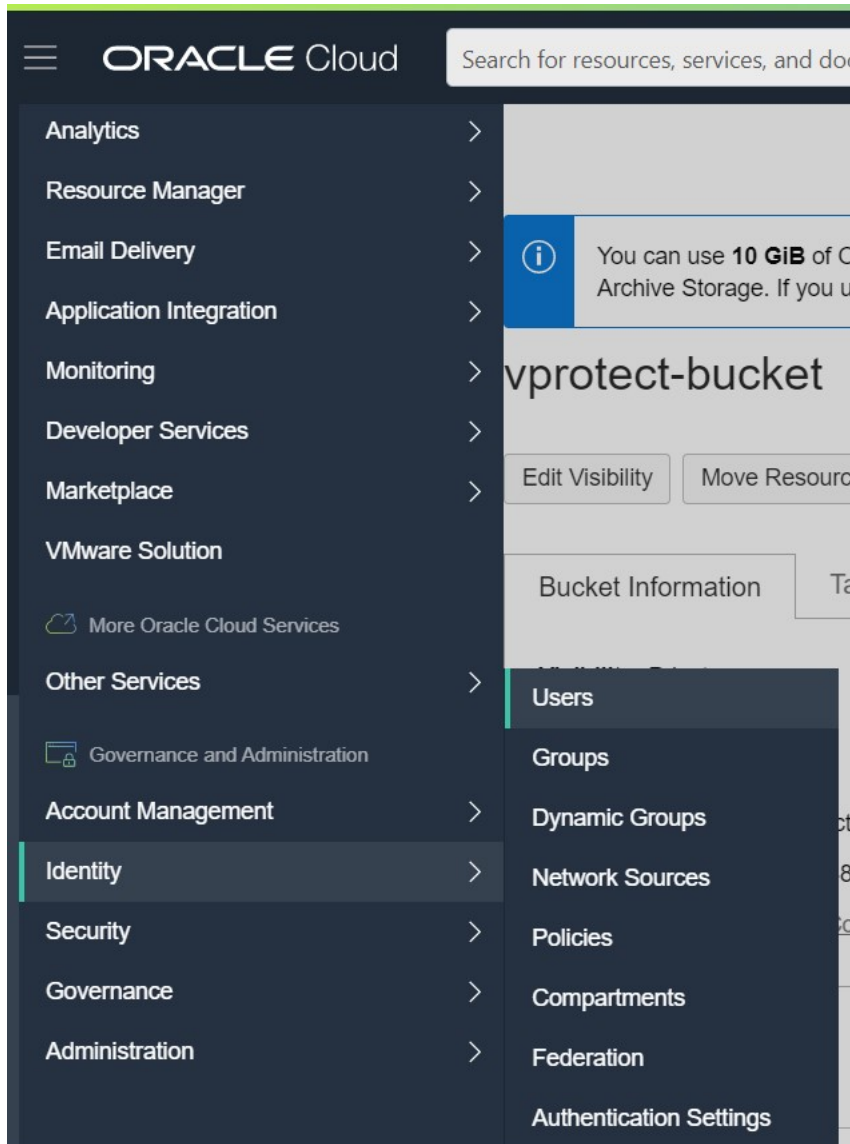 ORACLE Cloud
Search for resources, services, and
Analytics
Resource Manager
Email Delivery
Application Integration
Monitoring
Developer Services
Marketplace
VMware Solution
More Oracle Cloud Services
Other Services
Governance and Administration
Account Management
Identity
Security
Governance
Administration
You can use 10 GiB of
Archive Storage. If you
vprotect-bucket
Edit Visibility
Move
Bucket Information
Users
Groups
Dynamic Groups
Network Sources
Policies
Compartments
Federation
Authentication Settings